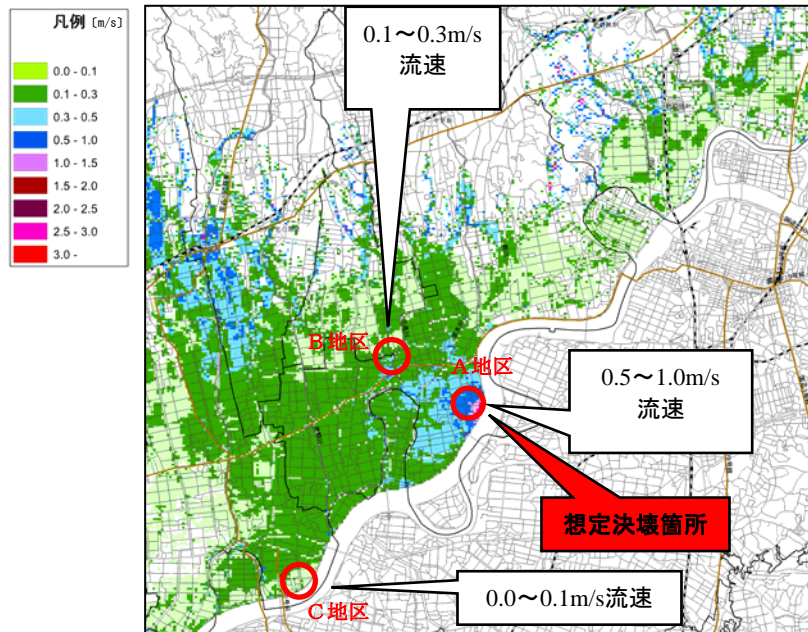 凡例 [m/s]
0.0 - 0.1
0.1 - 0.3
0.3 - 0.5
0.5 - 1.0
1.0 - 1.5
1.5 - 2.0
2.0 - 2.5
2.5 - 3.0
3.0 -
0.1～0.3m/s
流速
B地区
A地区
0.5～1.0m/s
流速
想定決壊箇所
C地区
0.0～0.1m/s流速